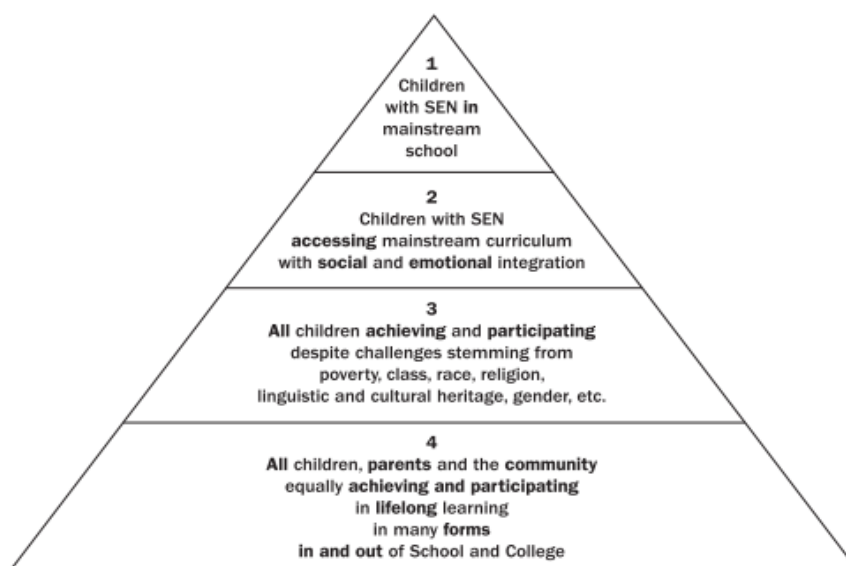 1
Children
with SEN in
mainstream
school
2
Children with SEN
accessing mainstream curriculum
with social and emotional integration
3
All children achieving and participating
despite challenges stemming from
poverty, class, race, religion,
linguistic and cultural heritage, gender, etc.
4
All children, parents and the community
equally achieving and participating
in lifelong learning
in many forms
in and out of School and College